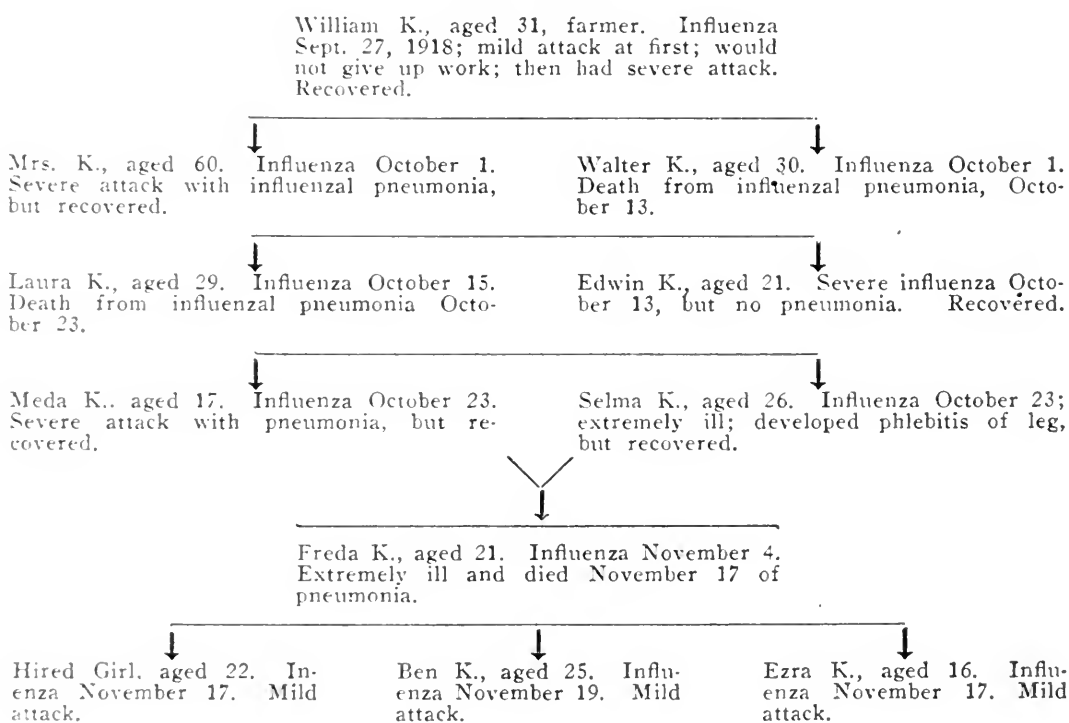 William K., aged 31, farmer. Influenza
Sept. 27, 1918; mild attack at first; would
not give up work; then had severe attack.
Recovered.
Mrs. K., aged 60. Influenza October 1.
Severe attack with influenzal pneumonia,
but recovered.
Walter K., aged 30. Influenza October 1.
Death from influenzal pneumonia, Octo-
ber 13.
Laura K., aged 29. Influenza October 15.
Death from influenzal pneumonia Octo-
ber 23.
Edwin K., aged 21. Severe influenza Octo-
ber 13, but no pneumonia. Recovered.
Meda K.. aged 17. Influenza October 23.
Severe attack with pneumonia, but re-
covered.
Selma K., aged 26. Influenza October 23;
extremely ill; developed phlebitis of leg,
but recovered.
Freda K., aged 21. Influenza November 4.
Extremely ill and died November 17 of
pneumonia.
Hired Girl. aged 22. In-
enza November 17. Mild
attack.
Ben K., aged 25. Influ-
enza November 19. Mild
attack.
Ezra K., aged 16. Influ-
enza November 17. Mild
attack.